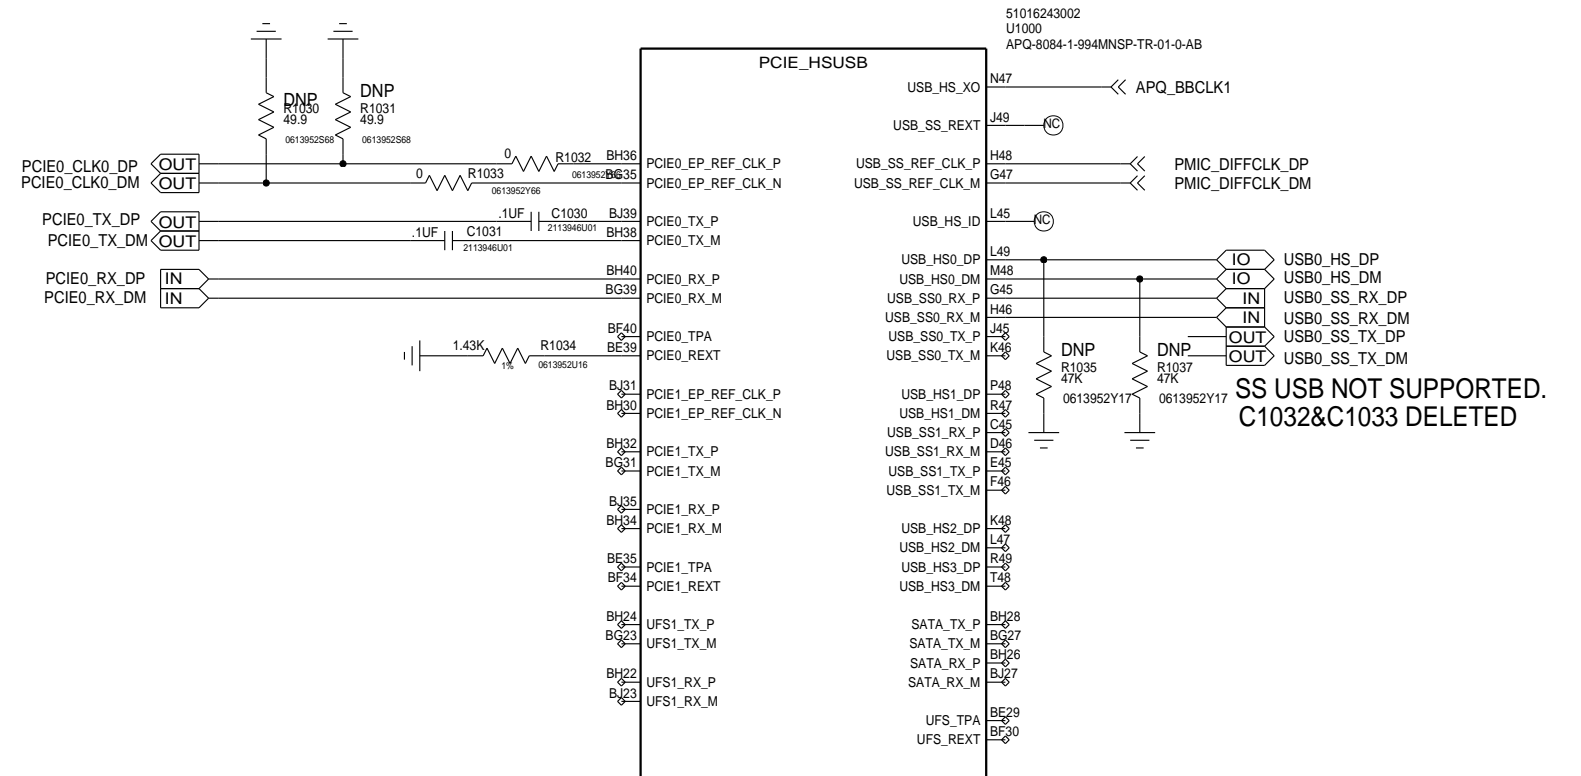 51016243002
U1000
APQ-8084-1-994MNSP-TR-01-0-AB
PCIE_HSUSB
DNP
R1030
49.9
0613952S68
DNP
R1031
49.9
0613952S68
PCIE0_CLK0_DP OUT
0 R1032 BH36 PCIE0_EP_REF_CLK_P
PCIE0_CLK0_DM OUT
0 R1033 BG35 PCIE0_EP_REF_CLK_N
0613952Y66
PCIE0_TX_DP OUT .1UF C1030 BJ39 PCIE0_TX_P
2113946U01
PCIE0_TX_DM OUT .1UF C1031 BH38 PCIE0_TX_M
2113946U01
PCIE0_RX_DP IN BH40 PCIE0_RX_P
PCIE0_RX_DM IN BG39 PCIE0_RX_M
BF40 PCIE0_TPA
1.43K R1034 BE39 PCIE0_REXT
1% 0613952U16
BJ31 PCIE1_EP_REF_CLK_P
BH30 PCIE1_EP_REF_CLK_N
BH32 PCIE1_TX_P
BG31 PCIE1_TX_M
BJ35 PCIE1_RX_P
BH34 PCIE1_RX_M
BE35 PCIE1_TPA
BF34 PCIE1_REXT
BH24 UFS1_TX_P
BG23 UFS1_TX_M
BH22 UFS1_RX_P
BJ23 UFS1_RX_M
USB_HS_XO N47 APQ_BBCLK1
USB_SS_REXT J49 NC
USB_SS_REF_CLK_P H48 PMIC_DIFFCLK_DP
USB_SS_REF_CLK_M G47 PMIC_DIFFCLK_DM
USB_HS_ID L45 NC
USB_HS0_DP L49 IO USB0_HS_DP
USB_HS0_DM M48 IO USB0_HS_DM
USB_SS0_RX_P G45 IN USB0_SS_RX_DP
USB_SS0_RX_M H46 IN USB0_SS_RX_DM
USB_SS0_TX_P J45 OUT USB0_SS_TX_DP
USB_SS0_TX_M K46 OUT USB0_SS_TX_DM
DNP
R1035
47K
0613952Y17
DNP
R1037
47K
0613952Y17
SS USB NOT SUPPORTED.
C1032&C1033 DELETED
USB_HS1_DP P48
USB_HS1_DM R47
USB_SS1_RX_P C45
USB_SS1_RX_M D46
USB_SS1_TX_P E45
USB_SS1_TX_M F46
USB_HS2_DP K48
USB_HS2_DM L47
USB_HS3_DP R49
USB_HS3_DM T48
SATA_TX_P BH28
SATA_TX_M BG27
SATA_RX_P BH26
SATA_RX_M BJ27
UFS_TPA BE29
UFS_REXT BF30